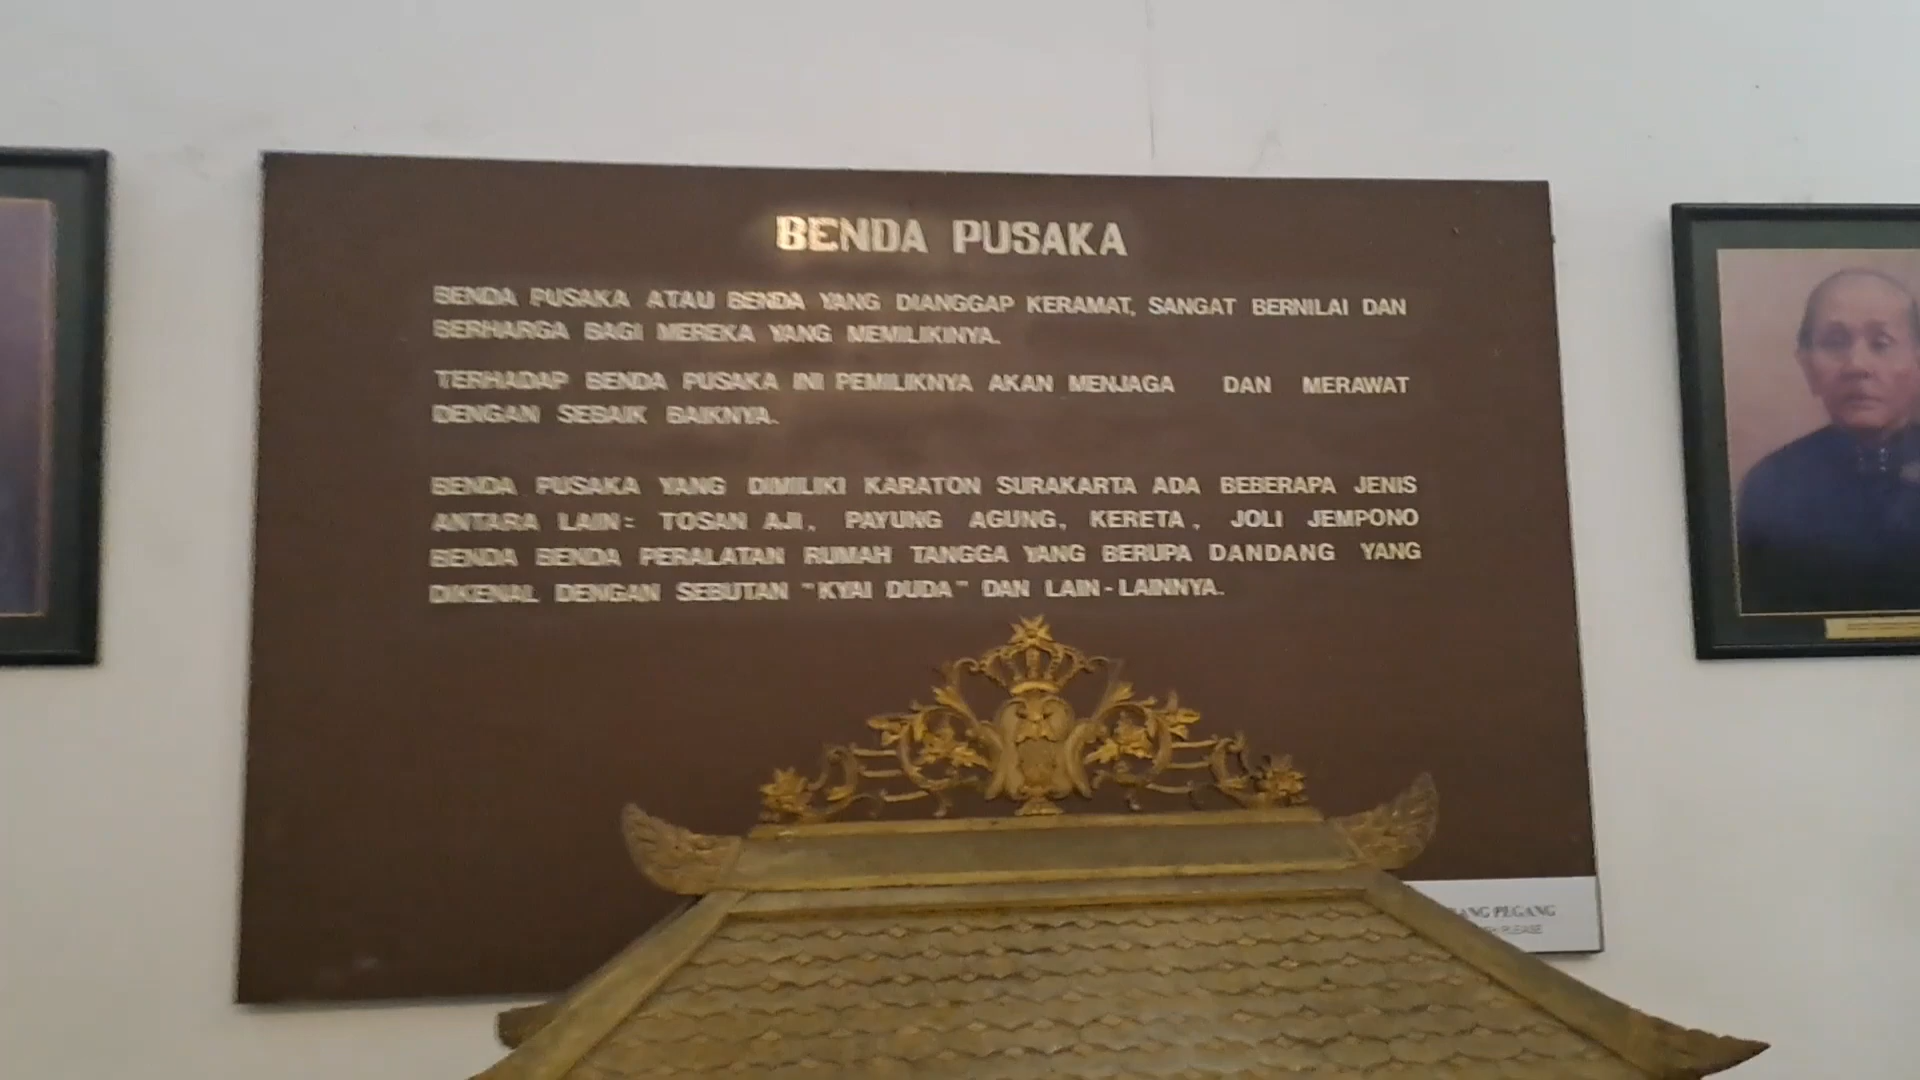 BENDA PUSAKA
BENDA PUSAKA ATAU BENDA YANG DIANGGAP KERAMAT, SANGAT BERNILAI DAN
BERHARGA BAGI MEREKA YANG MEMILIKINYA.
TERHADAP BENDA PUSAKA INI PEMILIKNYA AKAN MENJAGA DAN MERAWAT
DENGAN SEBAIK BAIKNYA.
BENDA PUSAKA YANG DIMILIKI KARATON SURAKARTA ADA BEBERAPA JENIS
ANTARA LAIN: TOSAN AJI, PAYUNG AGUNG, KERETA, JOLI JEMPONO
BENDA BENDA PERALATAN RUMAH TANGGA YANG BERUPA DANDANG YANG
DIKENAL DENGAN SEBUTAN "KYAI DUDA" DAN LAIN-LAINNYA.
PEGANG
PLEASE